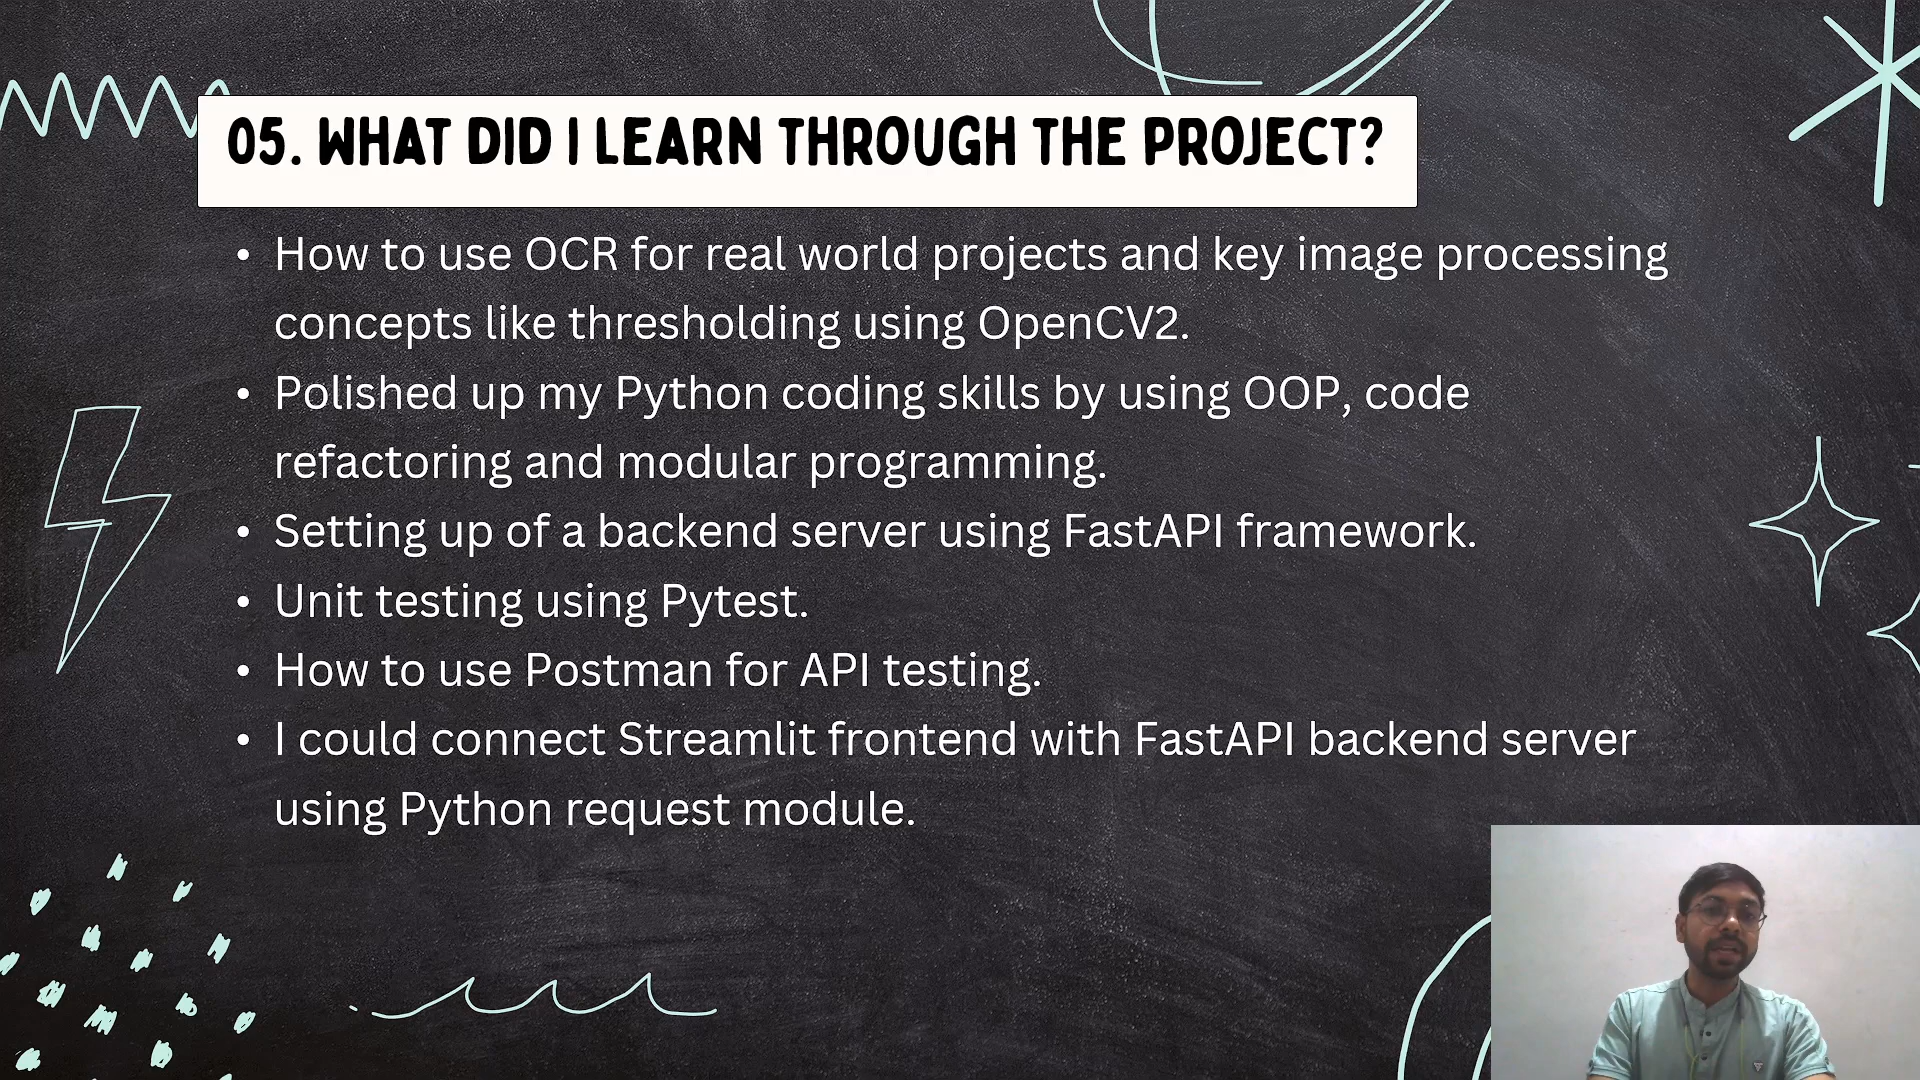 05. WHAT DID I LEARN THROUGH THE PROJECT?
• How to use OCR for real world projects and key image processing
concepts like thresholding using OpenCV2.
• Polished up my Python coding skills by using OOP, code
refactoring and modular programming.
• Setting up of a backend server using FastAPI framework.
• Unit testing using Pytest.
• How to use Postman for API testing.
• I could connect Streamlit frontend with FastAPI backend server
using Python request module.